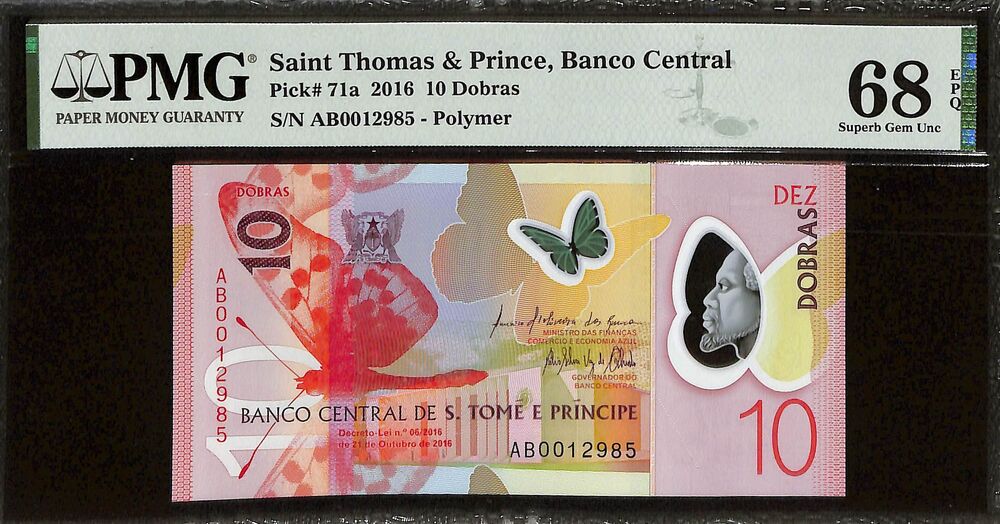 PMG®
PAPER MONEY GUARANTY
Saint Thomas & Prince, Banco Central
Pick# 71a 2016 10 Dobras
S/N AB0012985 - Polymer
68
Superb Gem Unc
EPQ
DOBRAS
10
AB0012985
10
MINISTRO DAS FINANÇAS
COMÉRCIO E ECONOMIA AZUL
GOVERNADOR DO
BANCO CENTRAL
BANCO CENTRAL DE S. TOMÉ E PRÍNCIPE
Decreto-Lei n.º 06/2016
de 21 de Outubro de 2016
AB0012985
DEZ
DOBRAS
10